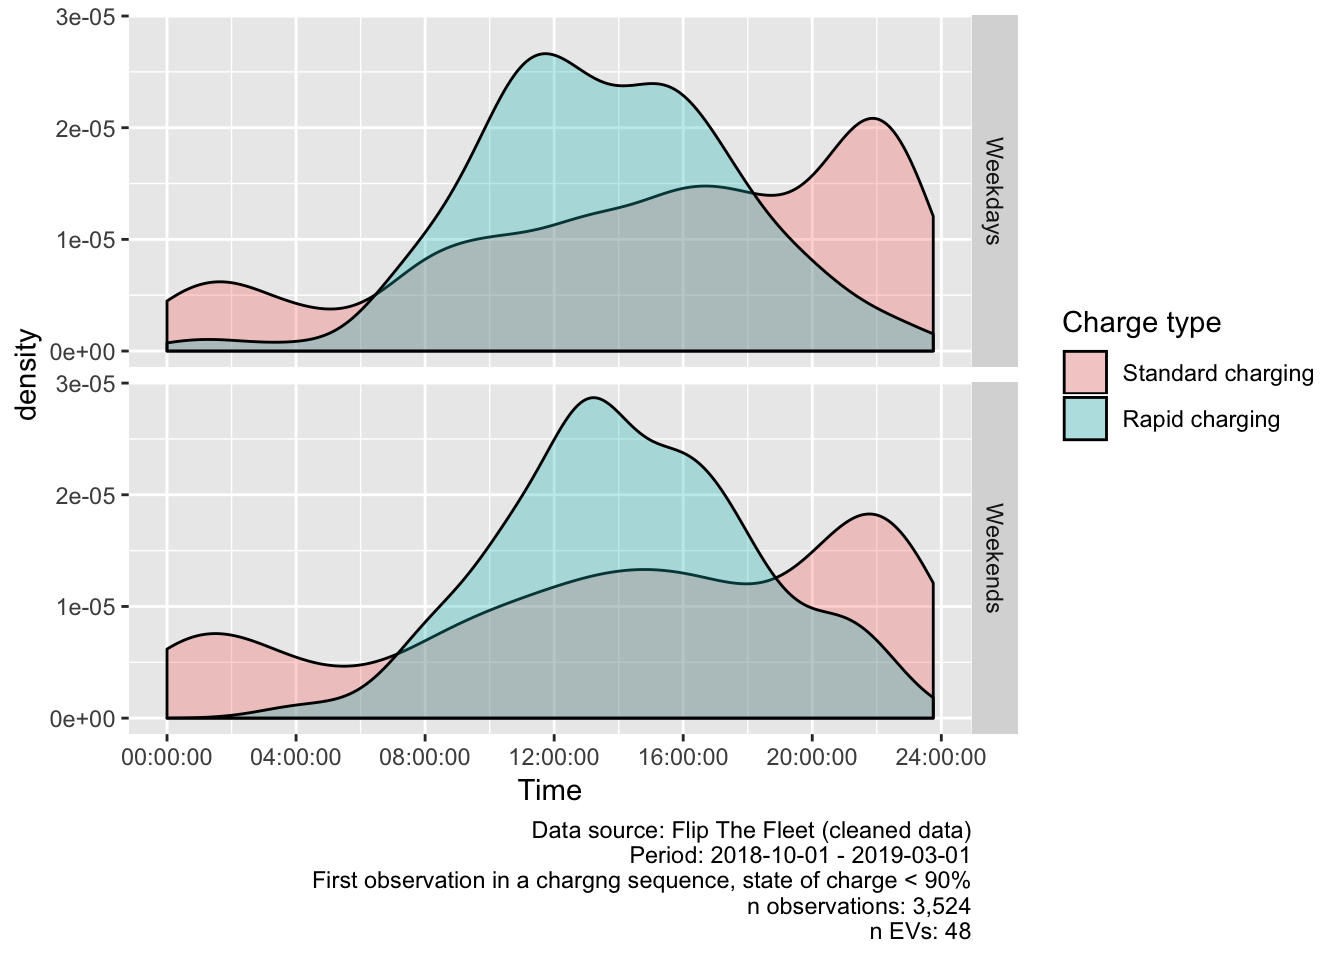 density
3e-05
2e-05
1e-05
0e+00
Weekdays
3e-05
2e-05
1e-05
0e+00
Weekends
00:00:00 04:00:00 08:00:00 12:00:00 16:00:00 20:00:00 24:00:00
Time
Charge type
Standard charging
Rapid charging
Data source: Flip The Fleet (cleaned data)
Period: 2018-10-01 - 2019-03-01
First observation in a chargng sequence, state of charge < 90%
n observations: 3,524
n EVs: 48